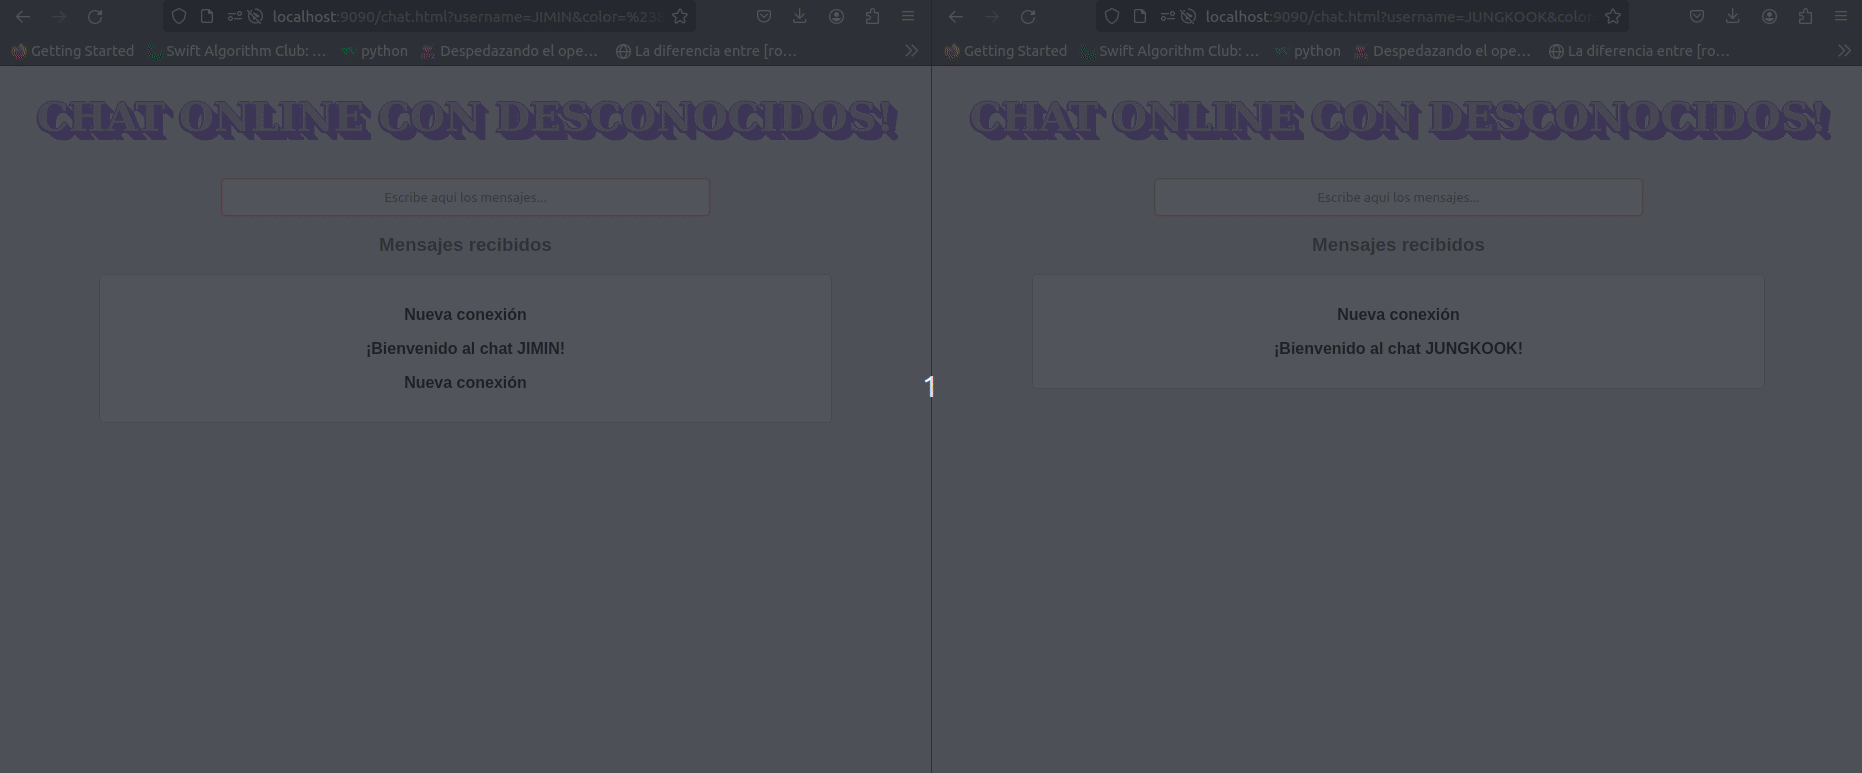 localhost:9090/chat.html?username=JIMIN&color=%23
Getting Started Swift Algorithm Club: ... python Despedazando el ope... La diferencia entre [ro...
CHAT ONLINE CON DESCONOCIDOS!
Escribe aquí los mensajes...
Mensajes recibidos
Nueva conexión
¡Bienvenido al chat JIMIN!
Nueva conexión
1
localhost:9090/chat.html?username=JUNGKOOK&color
Getting Started Swift Algorithm Club: ... python Despedazando el ope... La diferencia entre [ro...
CHAT ONLINE CON DESCONOCIDOS!
Escribe aquí los mensajes...
Mensajes recibidos
Nueva conexión
¡Bienvenido al chat JUNGKOOK!